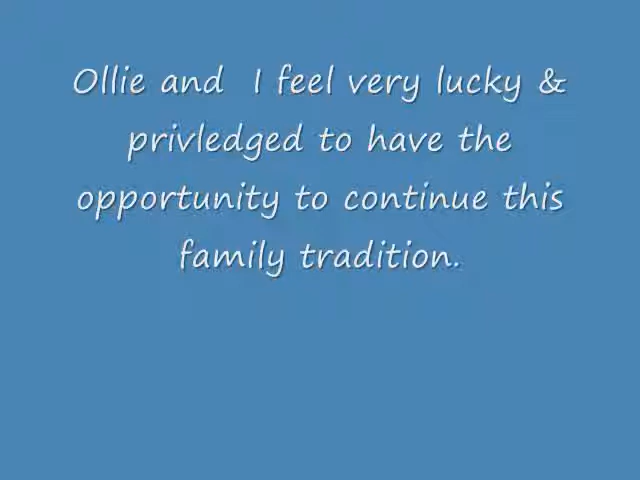 Ollie and  I feel very lucky &
privledged to have the
opportunity to continue this
family tradition.